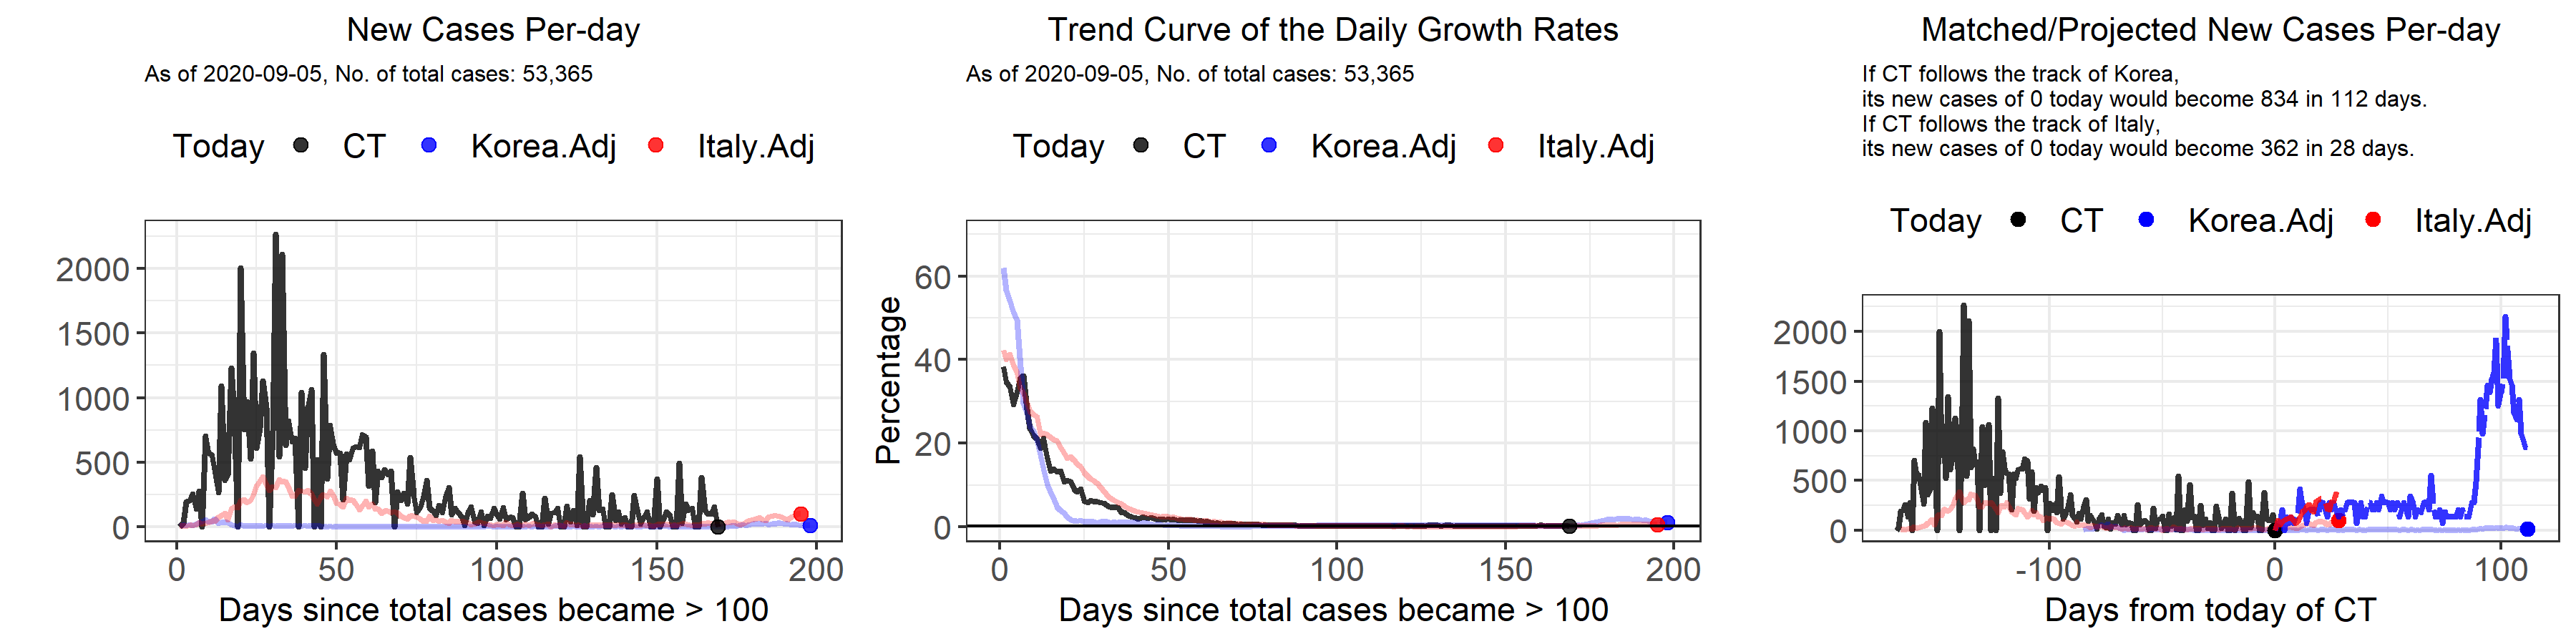 New Cases Per-day
As of 2020-09-05, No. of total cases: 53,365
Today CT Korea.Adj Italy.Adj
2000
1500
1000
500
0
0 50 100 150 200
Days since total cases became > 100
Trend Curve of the Daily Growth Rates
As of 2020-09-05, No. of total cases: 53,365
Today CT Korea.Adj Italy.Adj
Percentage
60
40
20
0
0 50 100 150 200
Days since total cases became > 100
Matched/Projected New Cases Per-day
If CT follows the track of Korea,
its new cases of 0 today would become 834 in 112 days.
If CT follows the track of Italy,
its new cases of 0 today would become 362 in 28 days.
Today CT Korea.Adj Italy.Adj
2000
1500
1000
500
0
-100 0 100
Days from today of CT